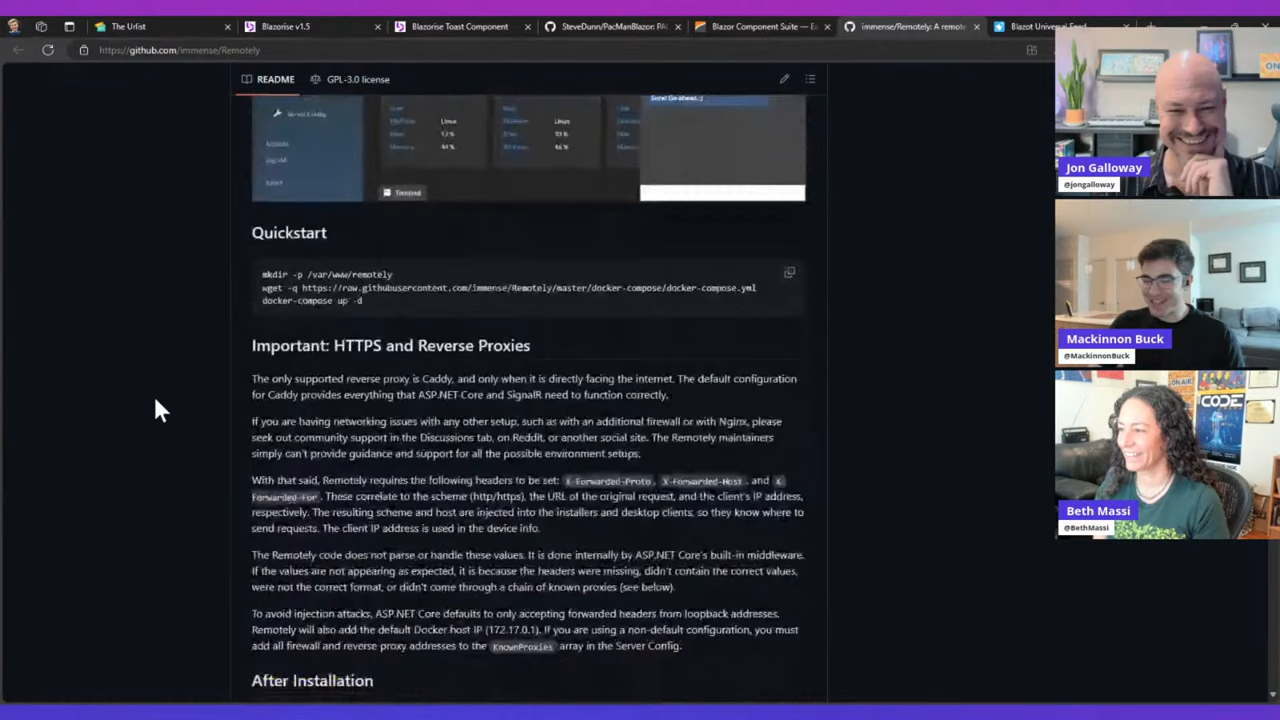 The Urlist
Blazorise v1.5
Blazorise Toast Component
SteveDunn/PacManBlazor: PA
Blazor Component Suite — E
immense/Remotely: A remote
Blazot Universal Feed
https://github.com/immense/Remotely
README
GPL-3.0 license
Server Config
Linux
Linux
Terminal
Quickstart
mkdir -p /var/www/remotely
wget -q https://raw.githubusercontent.com/immense/Remotely/master/docker-compose/docker-compose.yml
docker-compose up -d
Important: HTTPS and Reverse Proxies
The only supported reverse proxy is Caddy, and only when it is directly facing the internet. The default configuration
for Caddy provides everything that ASP.NET Core and SignalR need to function correctly.
If you are having networking issues with any other setup, such as with an additional firewall or with Nginx, please
seek out community support in the Discussions tab, on Reddit, or another social site. The Remotely maintainers
simply can't provide guidance and support for all the possible environment setups.
With that said, Remotely requires the following headers to be set: X-Forwarded-Proto, X-Forwarded-Host, and X-
Forwarded-For. These correlate to the scheme (http/https), the URL of the original request, and the client's IP address,
respectively. The resulting scheme and host are injected into the installers and desktop clients, so they know where to
send requests. The client IP address is used in the device info.
The Remotely code does not parse or handle these values. It is done internally by ASP.NET Core's built-in middleware.
If the values are not appearing as expected, it is because the headers were missing, didn't contain the correct values,
were not the correct format, or didn't come through a chain of known proxies (see below).
To avoid injection attacks, ASP.NET Core defaults to only accepting forwarded headers from loopback addresses.
Remotely will also add the default Docker host IP (172.17.0.1). If you are using a non-default configuration, you must
add all firewall and reverse proxy addresses to the KnownProxies array in the Server Config.
After Installation
Jon Galloway
@jongalloway
Mackinnon Buck
@MackinnonBuck
CODE
Beth Massi
@BethMassi